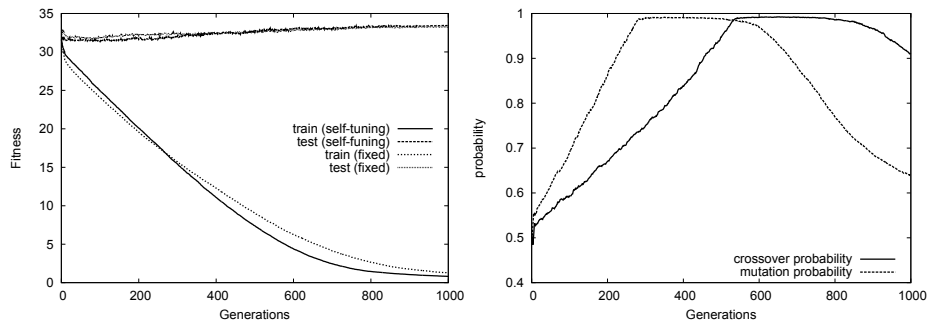 35
30
25
20
15
10
5
0
0
200
400
600
800
1000
Fitness
Generations
train (self-tuning)
test (self-tuning)
train (fixed)
test (fixed)
1
0.9
0.8
0.7
0.6
0.5
0.4
0
200
400
600
800
1000
probability
Generations
crossover probability
mutation probability